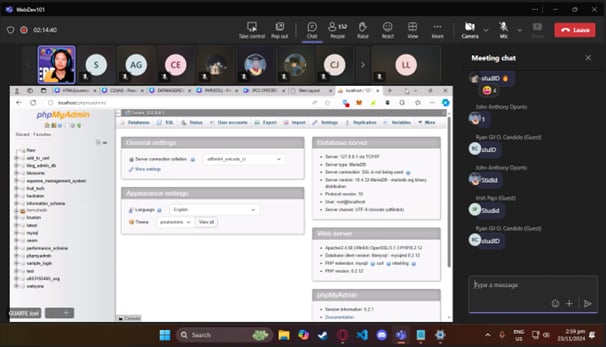 WebDev101
02:14:40
Take control
Pop out
Chat
152
People
Raise
React
View
More
Camera
Mic
Share
Leave
S
AG
CE
CJ
LL
Meeting chat
studID
4
John Anthony Oporto
1
Ryan Gil O. Candido (Guest)
RC
studID
John Anthony Oporto
StidId
Irish Pajo (Guest)
IP
Studid
Ryan Gil O. Candido (Guest)
RC
studID
Type a message
Web Layout
localhost/phpmyadmin/
phpMyAdmin
Recent Favorites
New
add_to_cart
blog_admin_db
blossoms
expense_management_system
fruit_tech
hackaton
information_schema
kreation
latest
mysql
performance_schema
phpmyadmin
sample_login
test
webyorre
Databases
SQL
Status
User accounts
Export
Import
Settings
Replication
Variables
More
General settings
Server connection collation:
utf8mb4_unicode_ci
More settings
Appearance settings
Language
English
Theme
pmahomme
View all
Database server
Server: 127.0.0.1 via TCP/IP
Server type: MariaDB
Server connection: SSL is not being used
Server version: 10.4.32-MariaDB - mariadb.org binary distribution
Protocol version: 10
User: root@localhost
Server charset: UTF-8 Unicode (utf8mb4)
Web server
Apache/2.4.58 (Win64) OpenSSL/3.1.3 PHP/8.2.12
Database client version: libmysql - mysqlnd 8.2.12
PHP extension: mysqli curl mbstring
PHP version: 8.2.12
phpMyAdmin
Version information: 5.2.1
Documentation
Console
Search
ENG
US
2:59 pm
23/11/2024